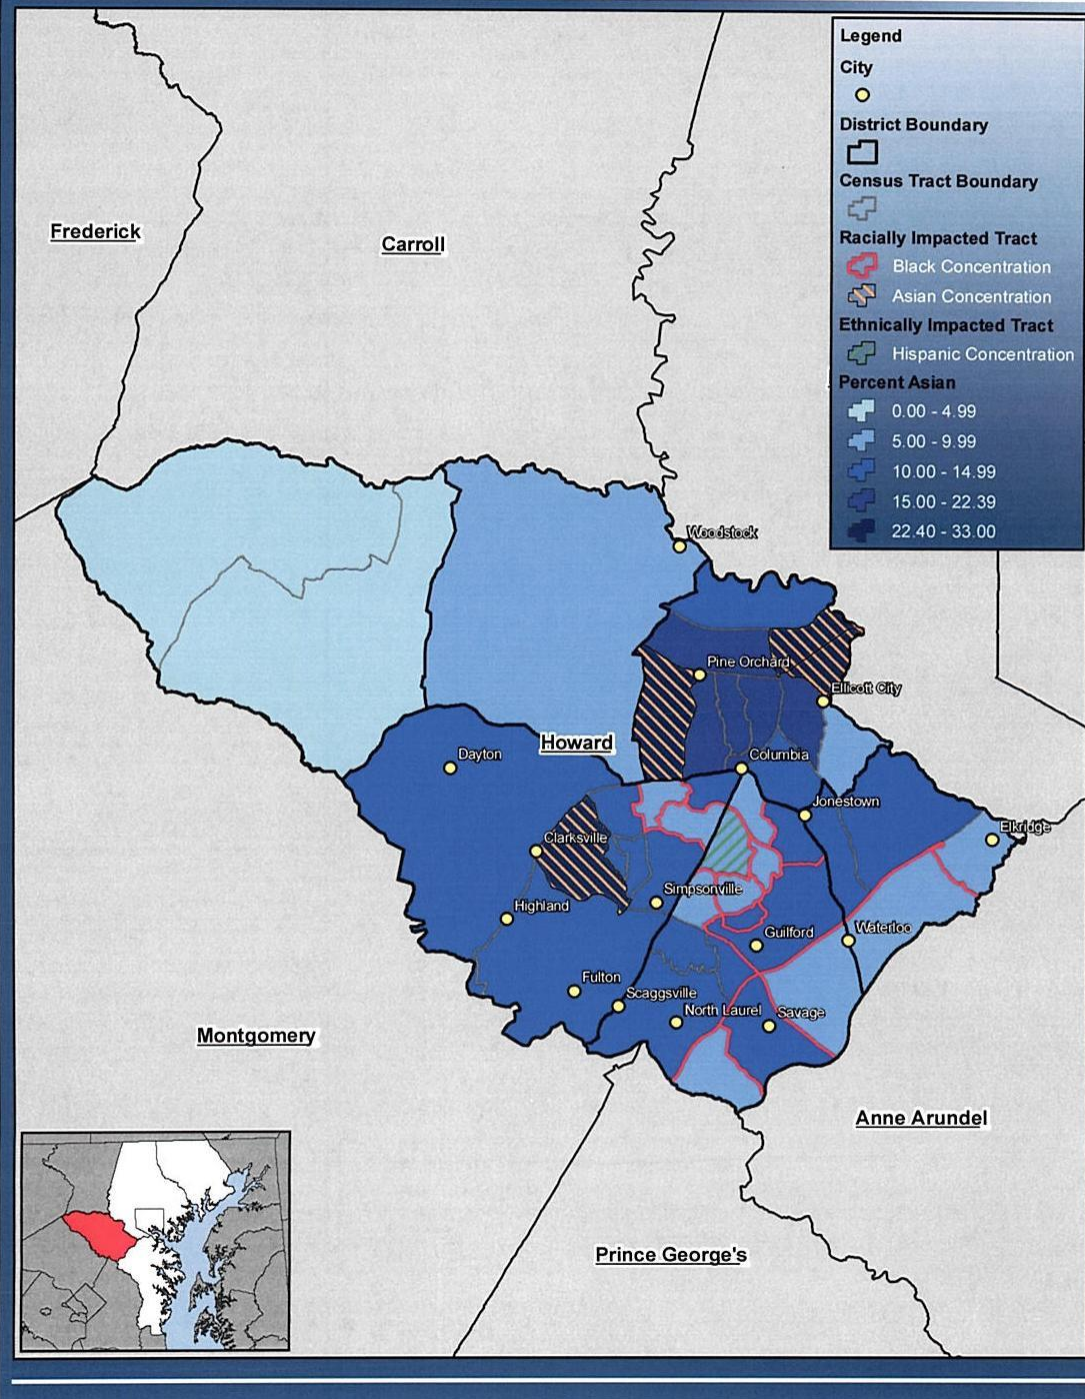 Legend
City
District Boundary
Census Tract Boundary
Racially Impacted Tract
Black Concentration
Asian Concentration
Ethnically Impacted Tract
Hispanic Concentration
Percent Asian
0.00 - 4.99
5.00 - 9.99
10.00 - 14.99
15.00 - 22.39
22.40 - 33.00
Frederick
Carroll
Woodstock
Pine Orchard
Ellicott City
Howard
Dayton
Columbia
Jonestown
Elkridge
Clarksville
Simpsonville
Highland
Guilford
Waterloo
Fulton
Scaggsville
North Laurel
Savage
Montgomery
Anne Arundel
Prince George's